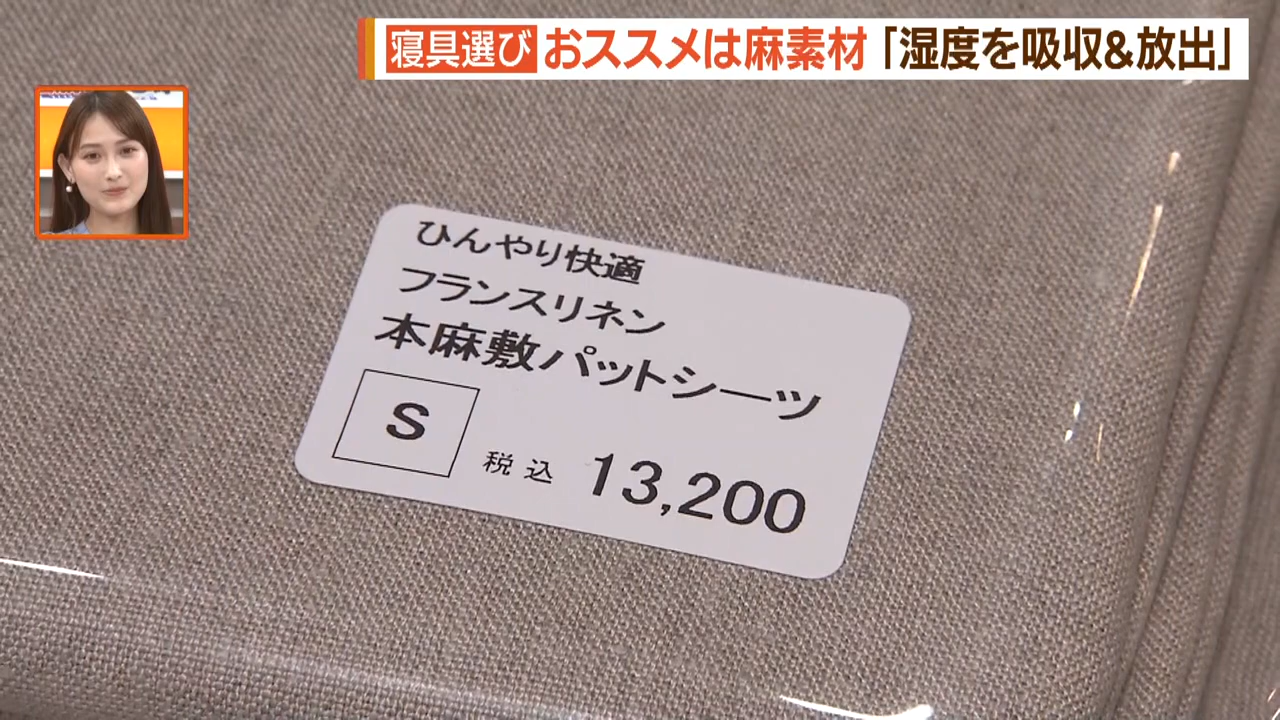 寝具選び おススメは麻素材 「湿度を吸収&放出」
ひんやり快適
フランスリネン
本麻敷パットシーツ
S 税込 13,200